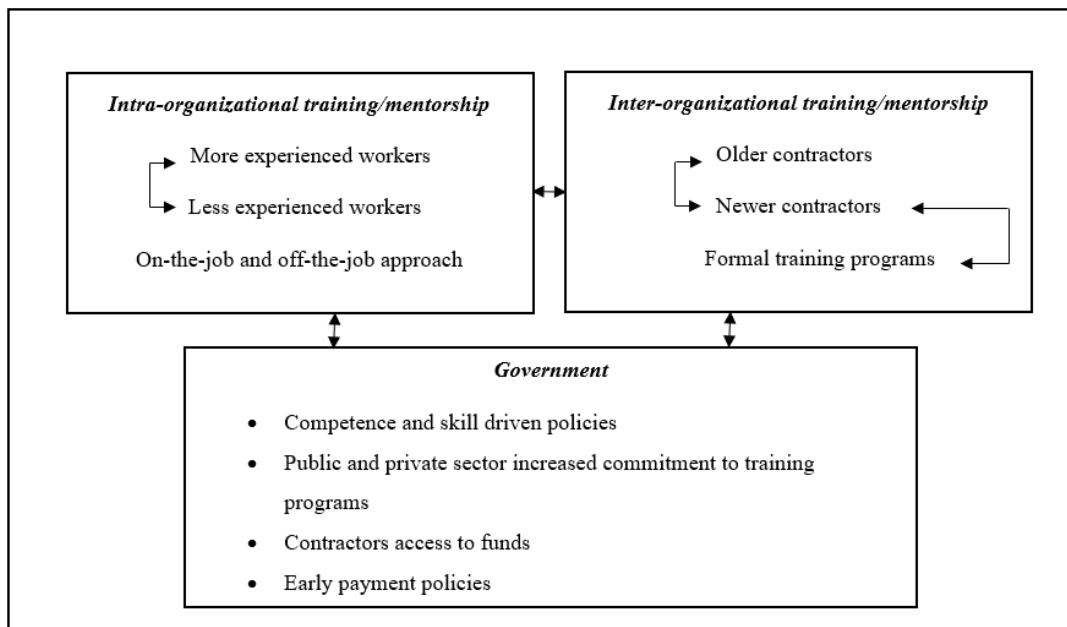 Intra-organizational training/mentorship
More experienced workers
Less experienced workers
On-the-job and off-the-job approach
Inter-organizational training/mentorship
Older contractors
Newer contractors
Formal training programs
Government
• Competence and skill driven policies
• Public and private sector increased commitment to training
programs
• Contractors access to funds
• Early payment policies